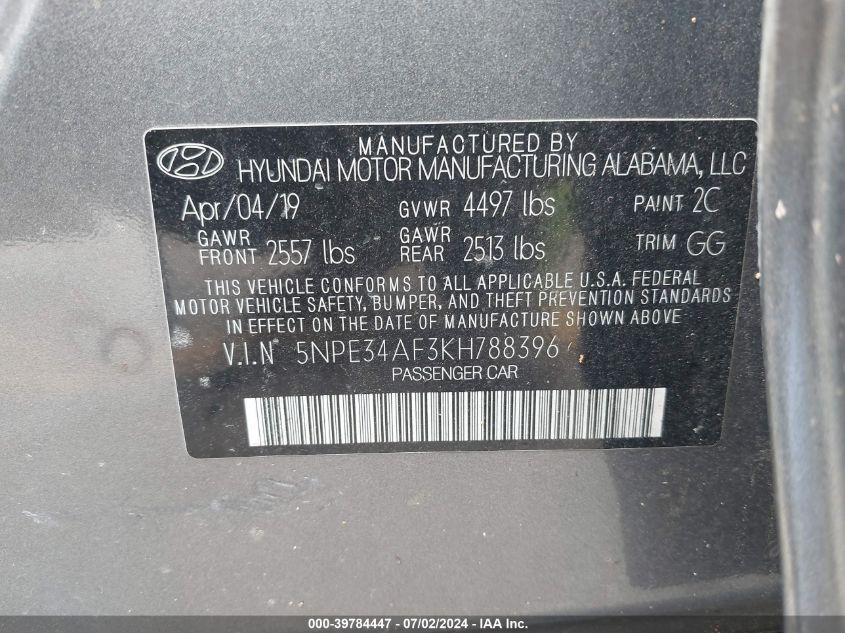 MANUFACTURED BY
HYUNDAI MOTOR MANUFACTURING ALABAMA, LLC
Apr/04/19 GVWR 4497 lbs PAINT 2C
GAWR FRONT 2557 lbs GAWR REAR 2513 lbs TRIM GG
THIS VEHICLE CONFORMS TO ALL APPLICABLE U.S.A. FEDERAL
MOTOR VEHICLE SAFETY, BUMPER, AND THEFT PREVENTION STANDARDS
IN EFFECT ON THE DATE OF MANUFACTURE SHOWN ABOVE
V.I.N 5NPE34AF3KH788396
PASSENGER CAR
000-39784447 - 07/02/2024 - IAA Inc.